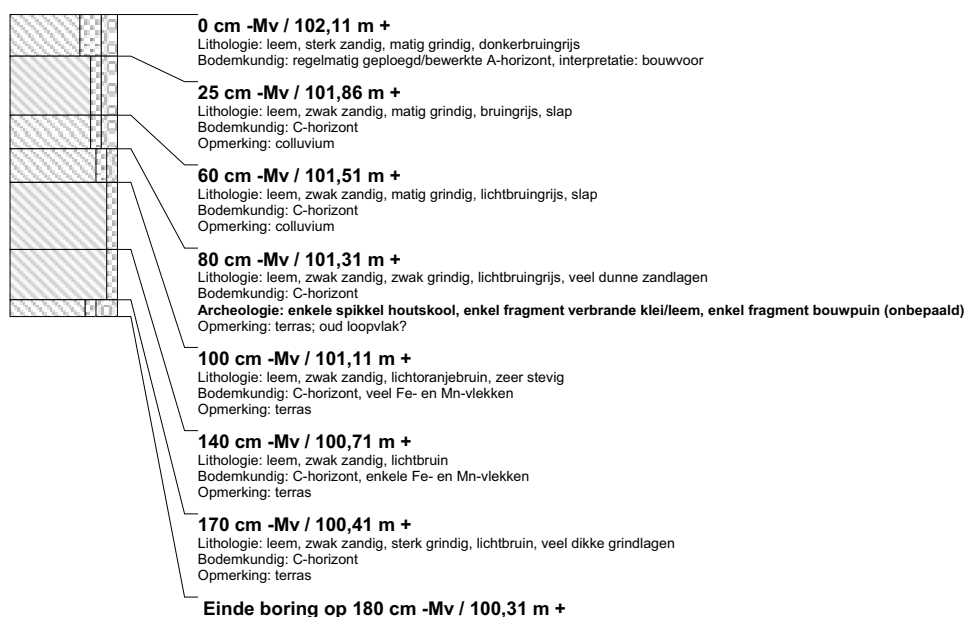 0 cm -Mv / 102,11 m +
Lithologie: leem, sterk zandig, matig grindig, donkerbruingrijs
Bodemkundig: regelmatig geploegd/bewerkte A-horizont, interpretatie: bouwvoor
25 cm -Mv / 101,86 m +
Lithologie: leem, zwak zandig, matig grindig, bruingrijs, slap
Bodemkundig: C-horizont
Opmerking: colluvium
60 cm -Mv / 101,51 m +
Lithologie: leem, zwak zandig, matig grindig, lichtbruingrijs, slap
Bodemkundig: C-horizont
Opmerking: colluvium
80 cm -Mv / 101,31 m +
Lithologie: leem, zwak zandig, zwak grindig, lichtbruingrijs, veel dunne zandlagen
Bodemkundig: C-horizont
Archeologie: enkele spikkel houtskool, enkel fragment verbrande klei/leem, enkel fragment bouwpuin (onbepaald)
Opmerking: terras; oud loopvlak?
100 cm -Mv / 101,11 m +
Lithologie: leem, zwak zandig, lichtoranjebruin, zeer stevig
Bodemkundig: C-horizont, veel Fe- en Mn-vlekken
Opmerking: terras
140 cm -Mv / 100,71 m +
Lithologie: leem, zwak zandig, lichtbruin
Bodemkundig: C-horizont, enkele Fe- en Mn-vlekken
Opmerking: terras
170 cm -Mv / 100,41 m +
Lithologie: leem, zwak zandig, sterk grindig, lichtbruin, veel dikke grindlagen
Bodemkundig: C-horizont
Opmerking: terras
Einde boring op 180 cm -Mv / 100,31 m +